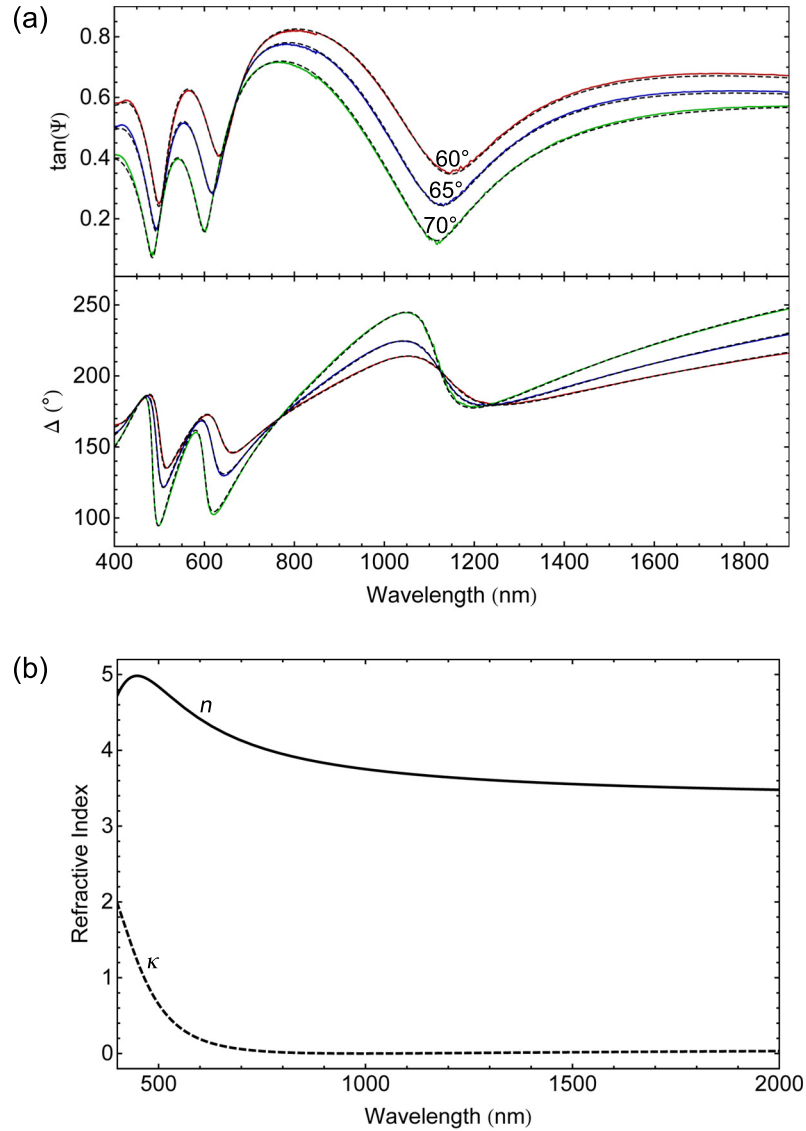 (a)
tan(Ψ)
0.8
0.6
0.4
0.2
60°
65°
70°
Δ (°)
250
200
150
100
400 600 800 1000 1200 1400 1600 1800
Wavelength (nm)
(b)
Refractive Index
5
4
3
2
1
0
n
κ
500 1000 1500 2000
Wavelength (nm)